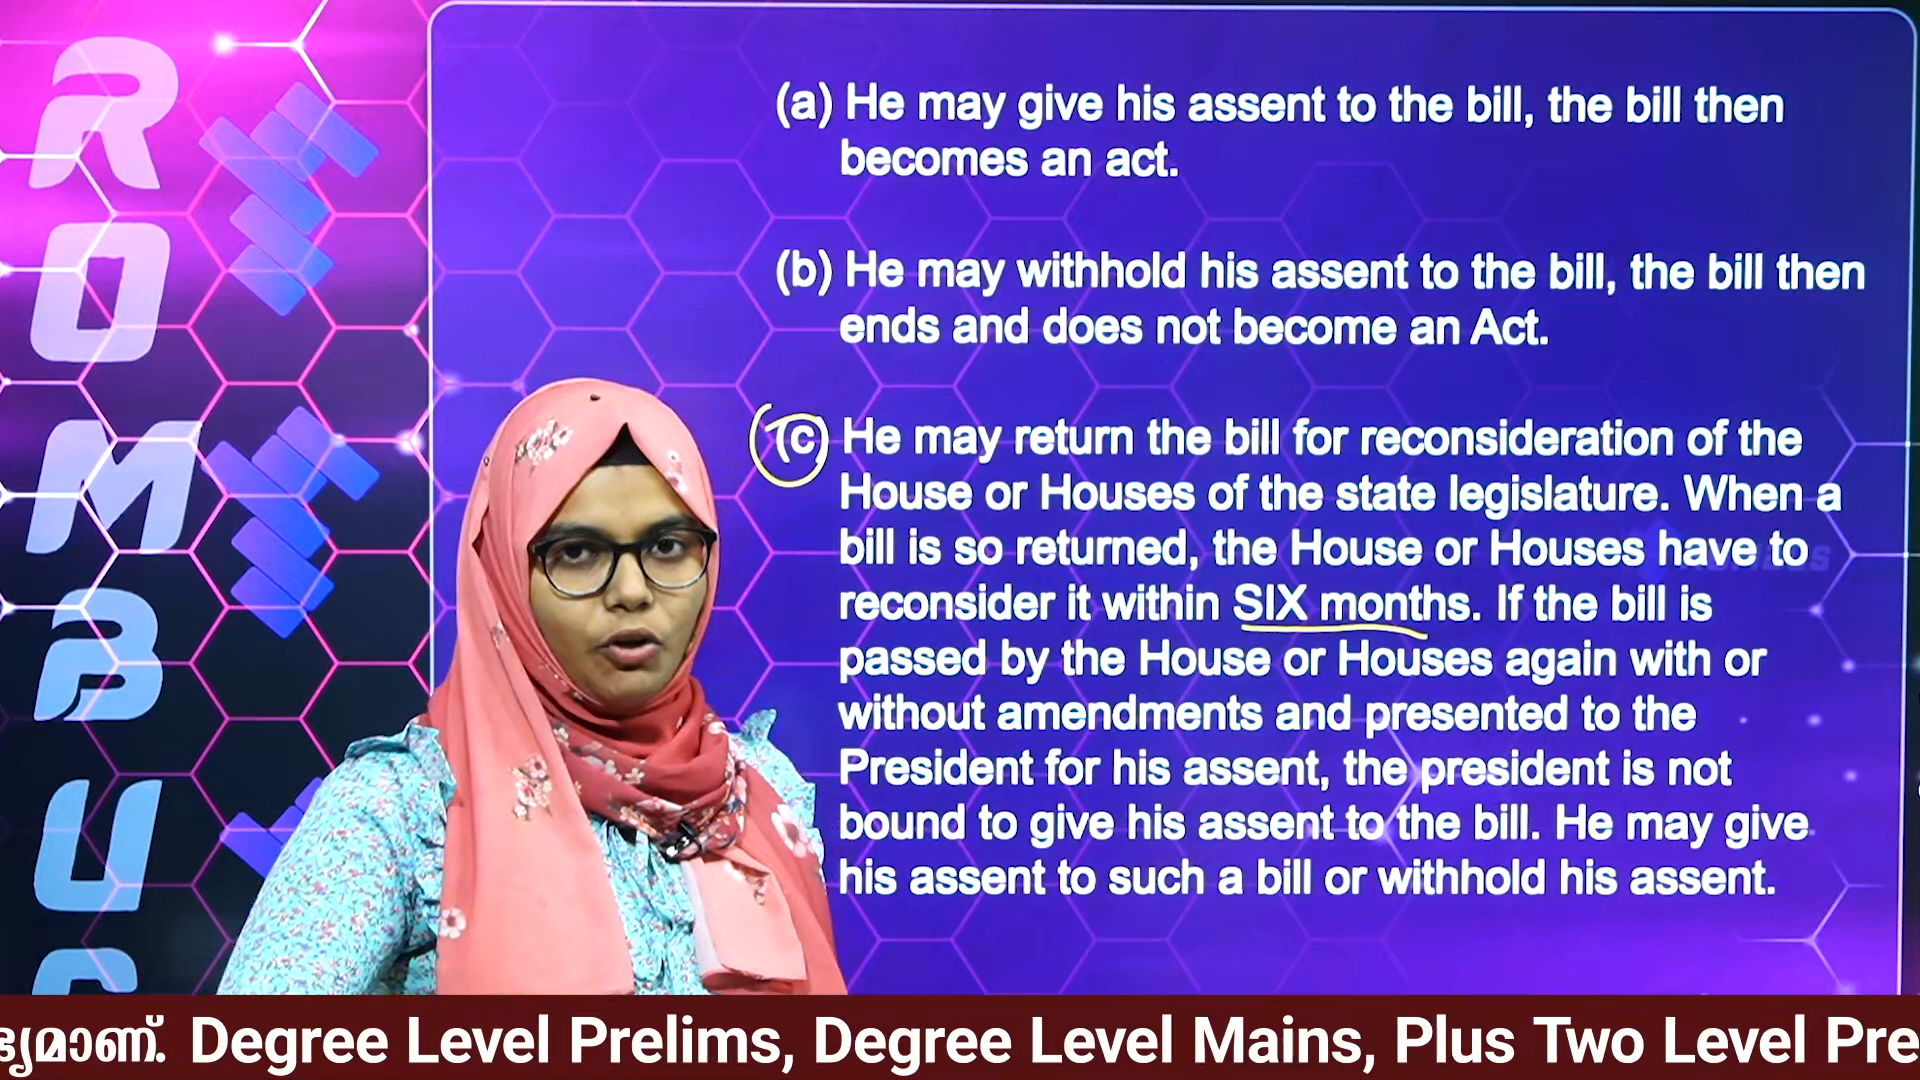 ROMBU
(a) He may give his assent to the bill, the bill then
becomes an act.
(b) He may withhold his assent to the bill, the bill then
ends and does not become an Act.
(c) He may return the bill for reconsideration of the
House or Houses of the state legislature. When a
bill is so returned, the House or Houses have to
reconsider it within SIX months. If the bill is
passed by the House or Houses again with or
without amendments and presented to the
President for his assent, the president is not
bound to give his assent to the bill. He may give
his assent to such a bill or withhold his assent.
Degree Level Prelims, Degree Level Mains, Plus Two Level Pre